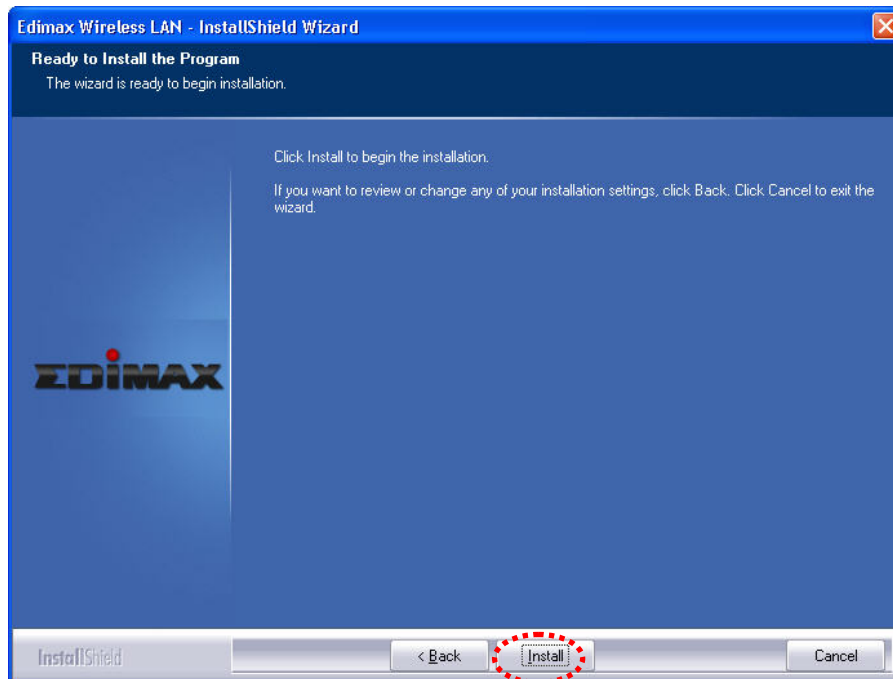 Edimax Wireless LAN - InstallShield Wizard
Ready to Install the Program
The wizard is ready to begin installation.
Click Install to begin the installation.
If you want to review or change any of your installation settings, click Back. Click Cancel to exit the
wizard.
EDIMAX
InstallShield
< Back
Install
Cancel